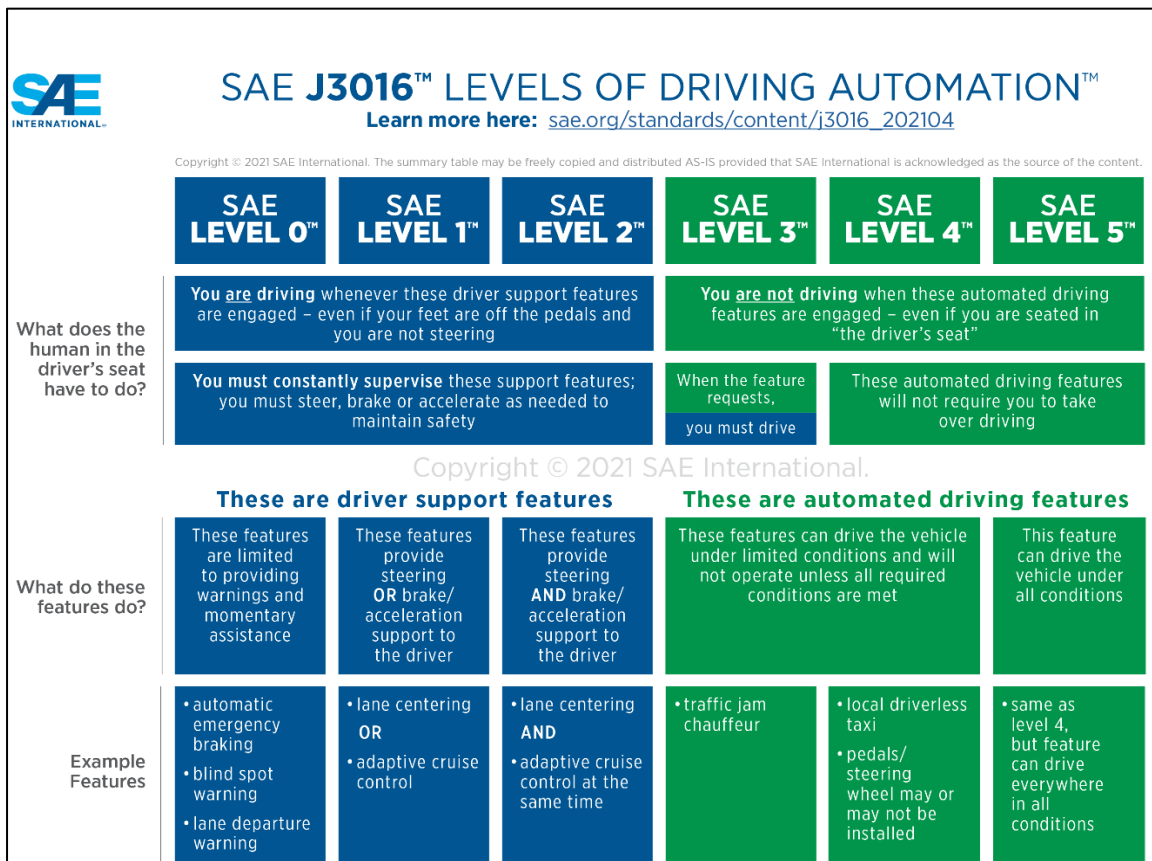 SAE
INTERNATIONAL
SAE J3016™ LEVELS OF DRIVING AUTOMATION™
Learn more here: sae.org/standards/content/j3016_202104
Copyright © 2021 SAE International. The summary table may be freely copied and distributed AS-IS provided that SAE International is acknowledged as the source of the content.
SAE
LEVEL 0™
SAE
LEVEL 1™
SAE
LEVEL 2™
SAE
LEVEL 3™
SAE
LEVEL 4™
SAE
LEVEL 5™
What does the
human in the
driver's seat
have to do?
You are driving whenever these driver support features
are engaged – even if your feet are off the pedals and
you are not steering
You are not driving when these automated driving
features are engaged – even if you are seated in
“the driver's seat”
You must constantly supervise these support features;
you must steer, brake or accelerate as needed to
maintain safety
When the feature
requests,
you must drive
These automated driving features
will not require you to take
over driving
Copyright © 2021 SAE International.
These are driver support features
These are automated driving features
What do these
features do?
These features
are limited
to providing
warnings and
momentary
assistance
These features
provide
steering
OR brake/
acceleration
support to
the driver
These features
provide
steering
AND brake/
acceleration
support to
the driver
These features can drive the vehicle
under limited conditions and will
not operate unless all required
conditions are met
This feature
can drive the
vehicle under
all conditions
Example
Features
• automatic
emergency
braking
• blind spot
warning
• lane departure
warning
• lane centering
OR
• adaptive cruise
control
• lane centering
AND
• adaptive cruise
control at the
same time
• traffic jam
chauffeur
• local driverless
taxi
• pedals/
steering
wheel may or
may not be
installed
• same as
level 4,
but feature
can drive
everywhere
in all
conditions